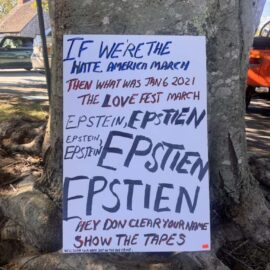 IF WE'RE THE
HATE AMERICA MARCH
THEN WHAT WAS JAN 6 2021
THE LOVE FEST MARCH
EPSTEIN, EPSTIEN
EPSTEIN,
EPSTEIN, EPSTIEN
EPSTIEN
HEY DON CLEAR YOUR NAME
SHOW THE TAPES